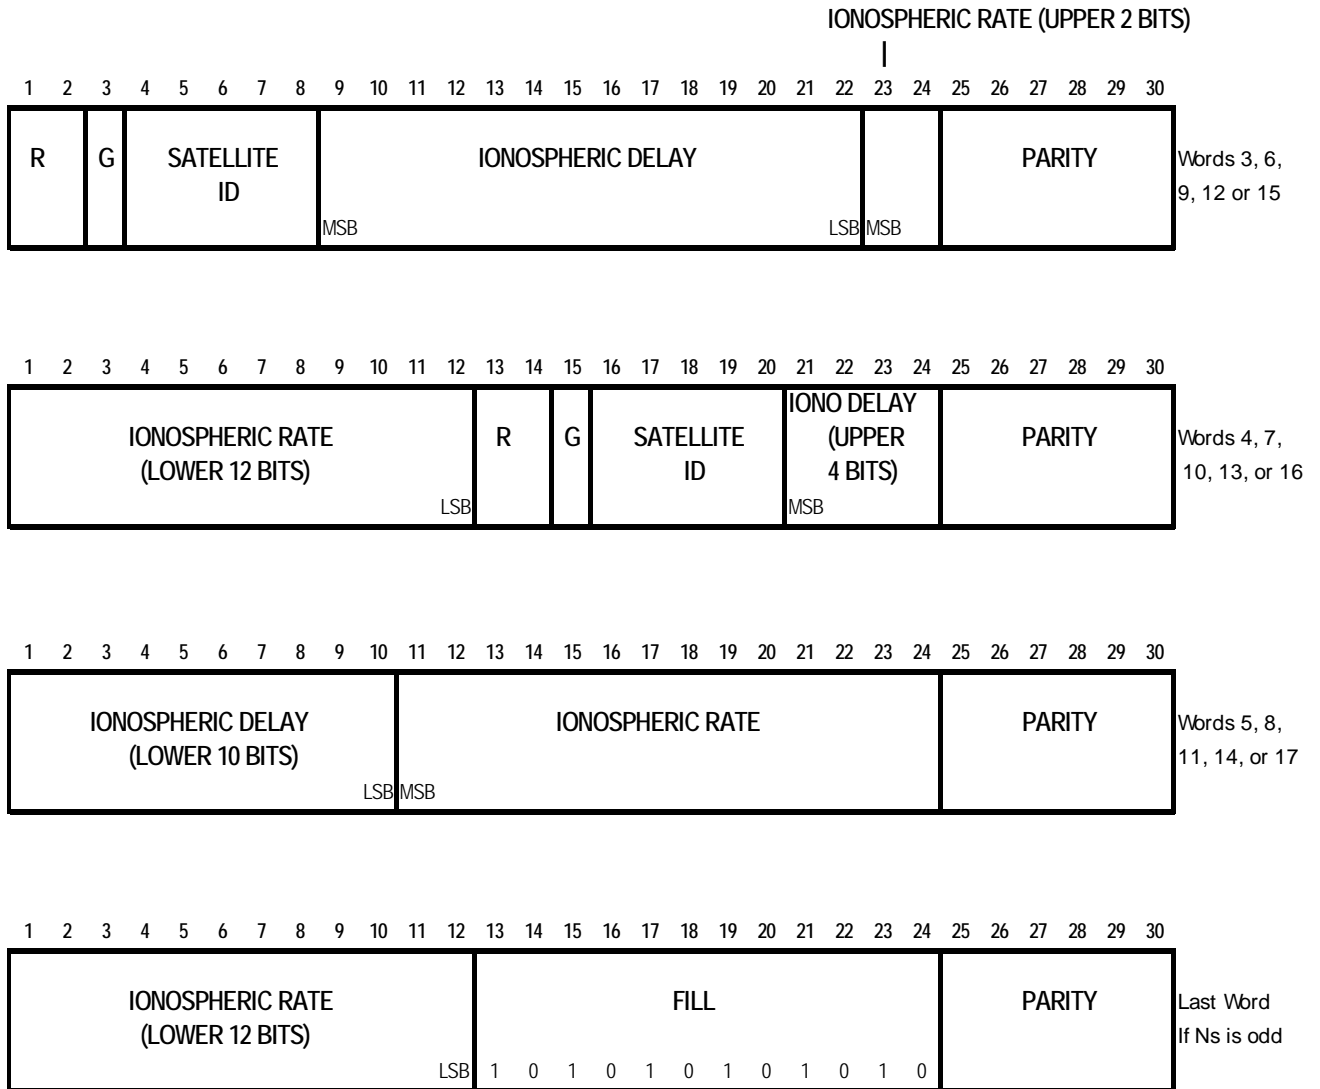 IONOSPHERIC RATE (UPPER 2 BITS)
1 2 3 4 5 6 7 8 9 10 11 12 13 14 15 16 17 18 19 20 21 22 23 24 25 26 27 28 29 30
R G SATELLITE IONOSPHERIC DELAY PARITY Words 3, 6,
ID 9, 12 or 15
MSB LSB MSB
1 2 3 4 5 6 7 8 9 10 11 12 13 14 15 16 17 18 19 20 21 22 23 24 25 26 27 28 29 30
IONO DELAY
IONOSPHERIC RATE R G SATELLITE (UPPER PARITY Words 4, 7,
(LOWER 12 BITS) ID 4 BITS) 10, 13, or 16
LSB MSB
1 2 3 4 5 6 7 8 9 10 11 12 13 14 15 16 17 18 19 20 21 22 23 24 25 26 27 28 29 30
IONOSPHERIC DELAY IONOSPHERIC RATE PARITY Words 5, 8,
(LOWER 10 BITS) 11, 14, or 17
LSB MSB
1 2 3 4 5 6 7 8 9 10 11 12 13 14 15 16 17 18 19 20 21 22 23 24 25 26 27 28 29 30
IONOSPHERIC RATE FILL PARITY Last Word
(LOWER 12 BITS) If Ns is odd
LSB 1 0 1 0 1 0 1 0 1 0 1 0